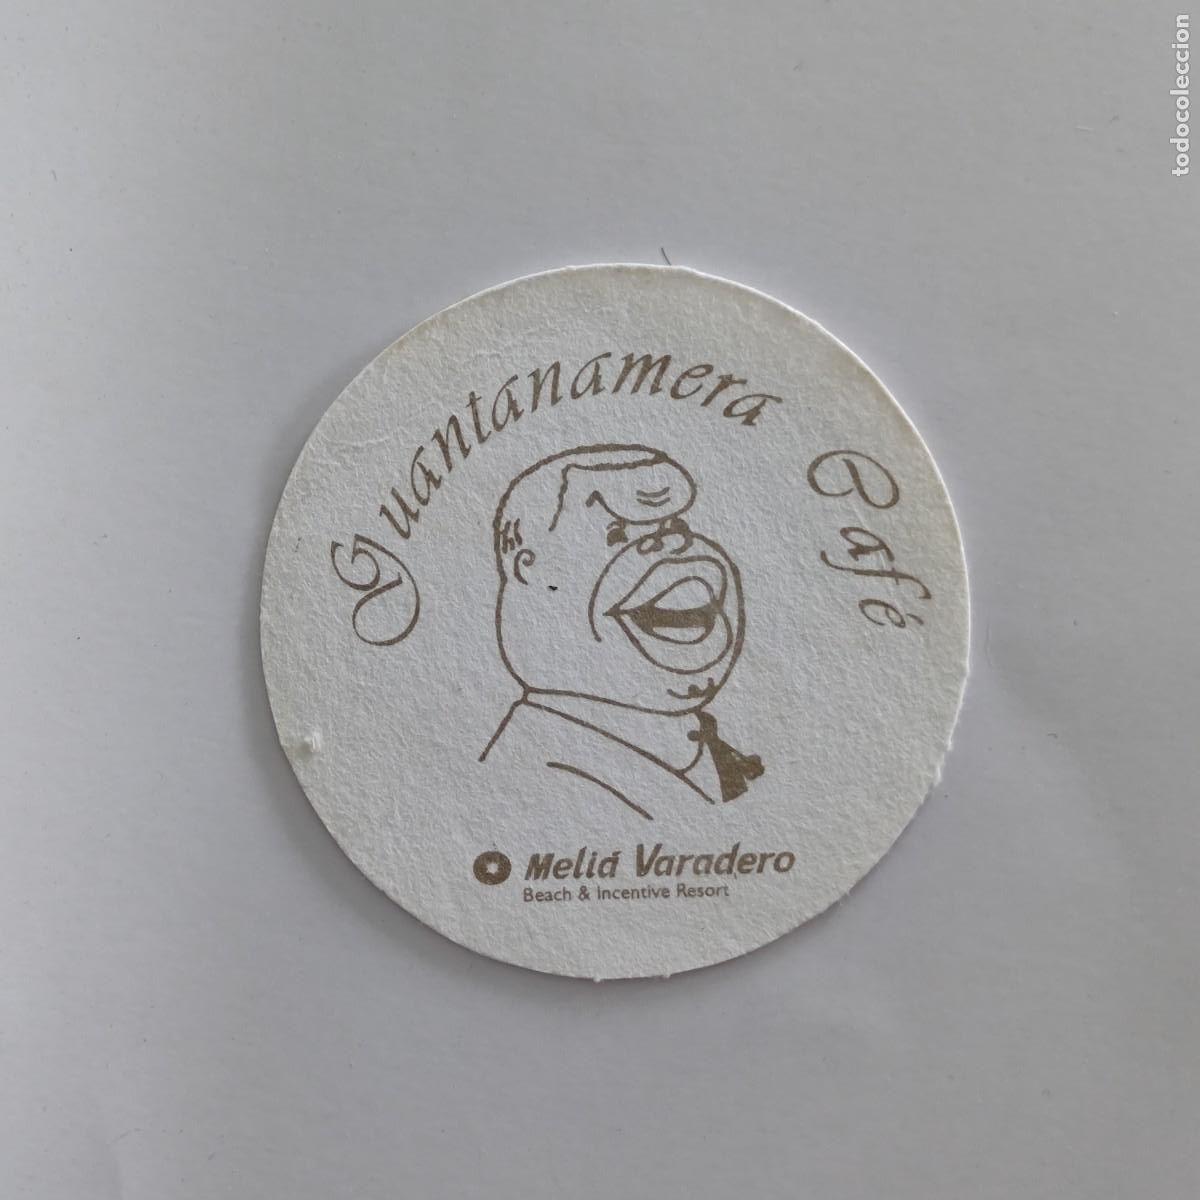 Guantanamera Café
Meliá Varadero
Beach & Incentive Resort
todocoleccion